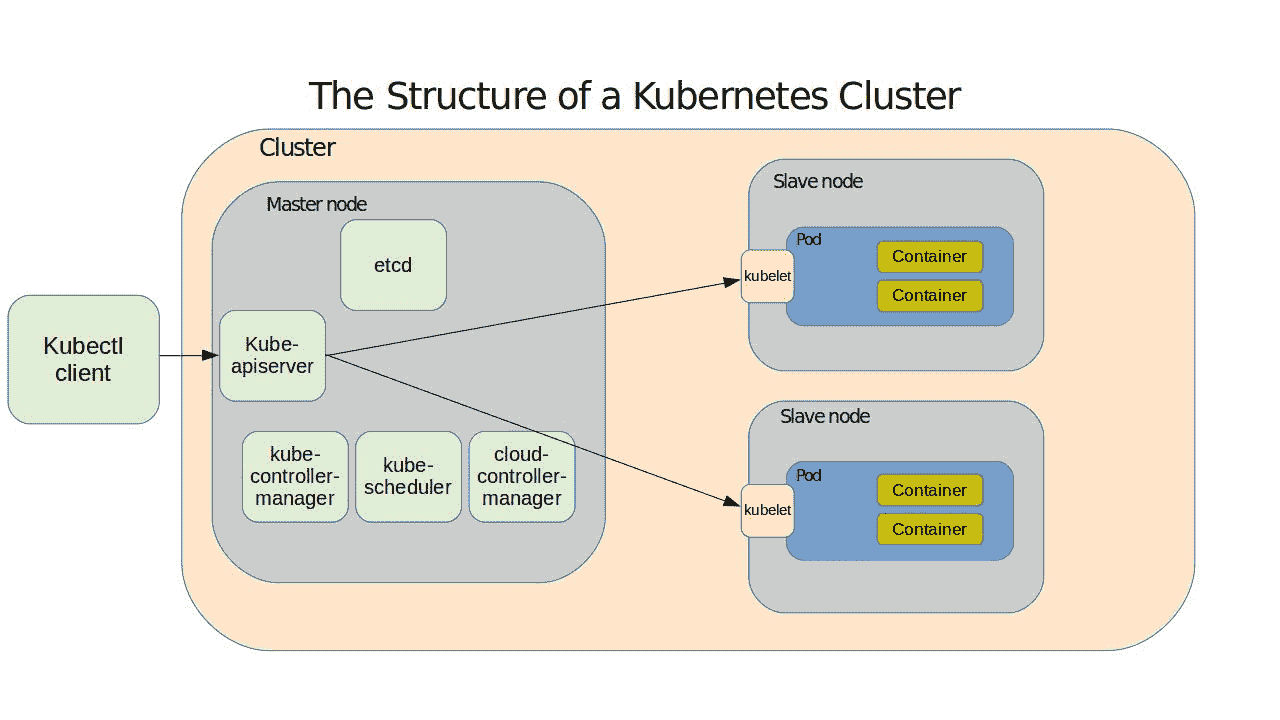 The Structure of a Kubernetes Cluster
Cluster
Master node
etcd
Kubectl
client
Kube-
apiserver
kube-
controller-
manager
kube-
scheduler
cloud-
controller-
manager
Slave node
Pod
kubelet
Container
Container
Slave node
Pod
kubelet
Container
Container